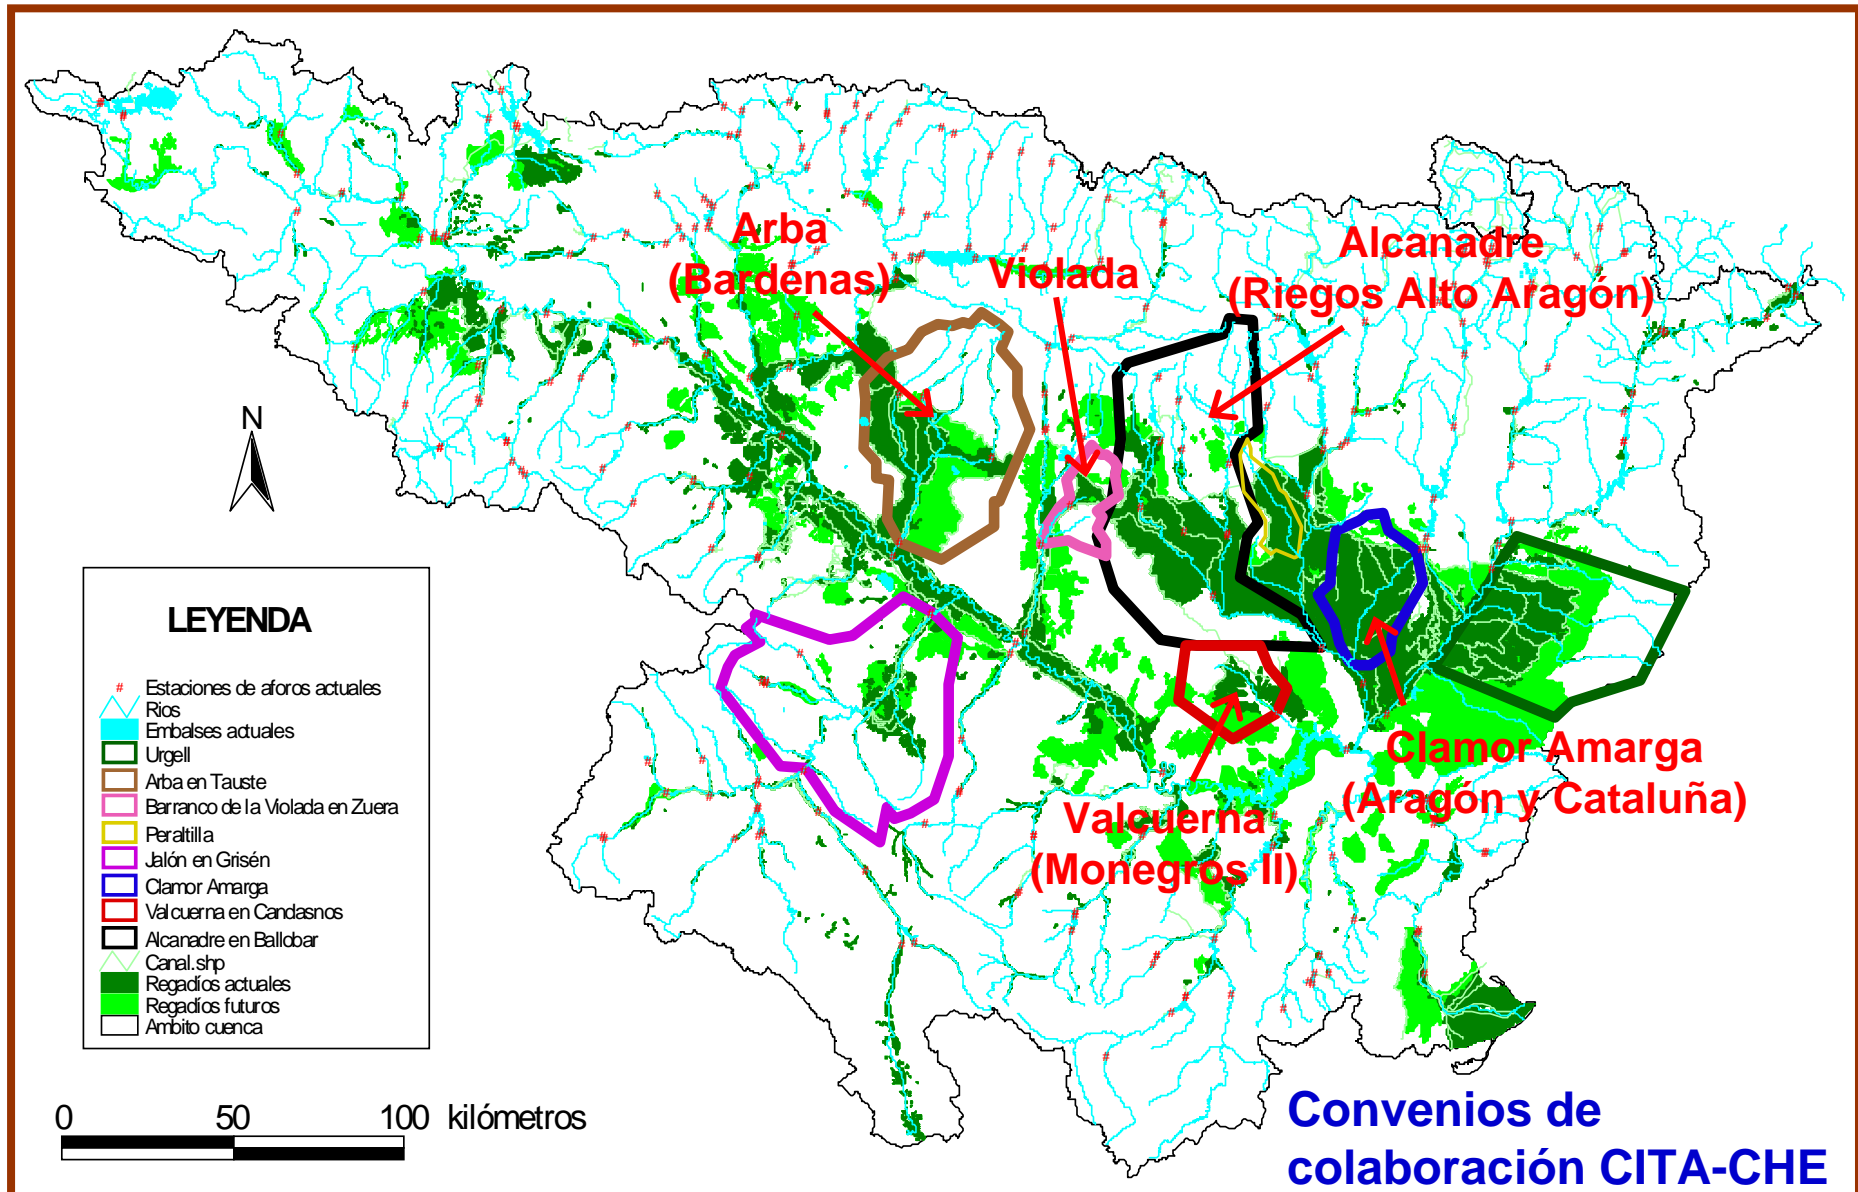 Arba
(Bardenas)
Violada
Alcanadre
(Riegos Alto Aragón)
N
LEYENDA
# Estaciones de aforos actuales
Rios
Embalses actuales
Urgell
Arba en Tauste
Barranco de la Violada en Zuera
Peraltilla
Jalón en Grisén
Clamor Amarga
Valcuerna en Candasnos
Alcanadre en Ballobar
Canal.shp
Regadíos actuales
Regadíos futuros
Ambito cuenca
Clamor Amarga
(Aragón y Cataluña)
Valcuerna
(Monegros II)
0 50 100 kilómetros
Convenios de
colaboración CITA-CHE